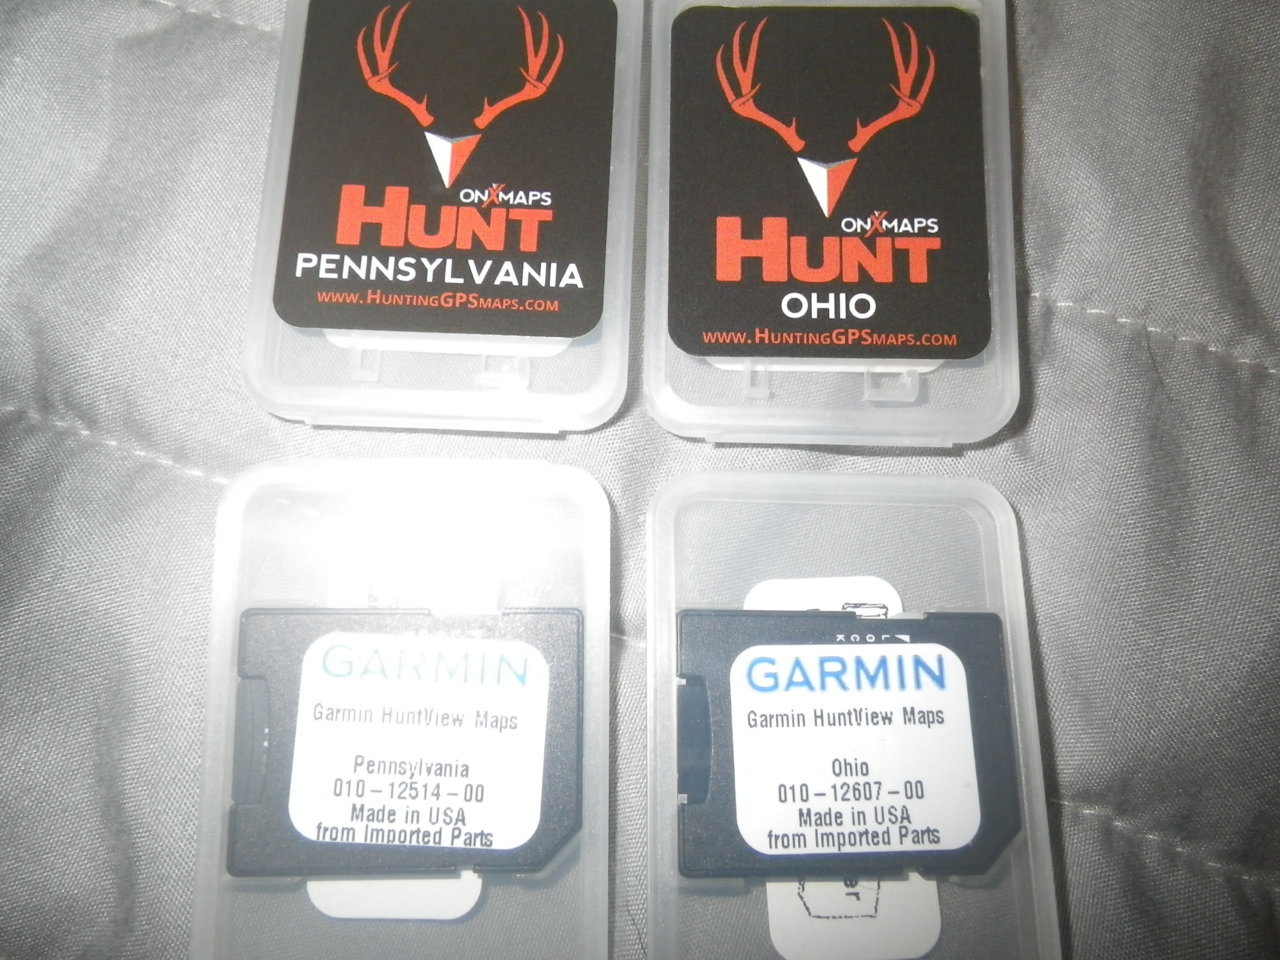 ONXMAPS
HUNT
PENNSYLVANIA
WWW.HUNTINGGPSMAPS.COM
ONXMAPS
HUNT
OHIO
WWW.HUNTINGGPSMAPS.COM
GARMIN
Garmin HuntView Maps
Pennsylvania
010-12514-00
Made in USA
from Imported Parts
LOCK
GARMIN
Garmin HuntView Maps
Ohio
010-12607-00
Made in USA
from Imported Parts